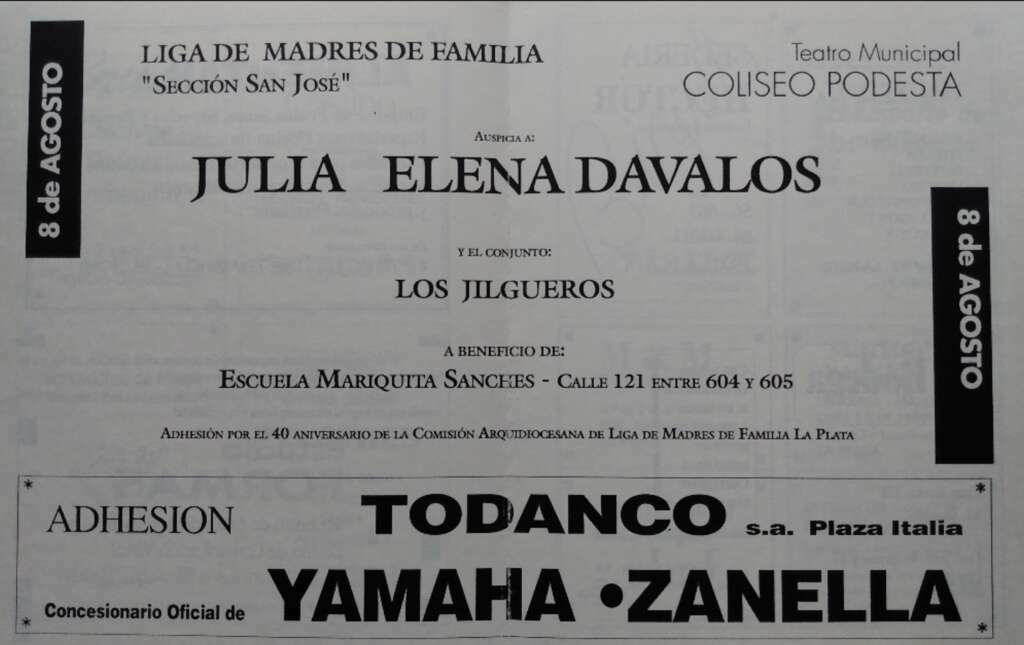 8 de AGOSTO
LIGA DE MADRES DE FAMILIA
"SECCIÓN SAN JOSÉ"
Teatro Municipal
COLISEO PODESTA
AUSPICIA A:
JULIA ELENA DAVALOS
Y EL CONJUNTO:
LOS JILGUEROS
A BENEFICIO DE:
ESCUELA MARIQUITA SANCHES - CALLE 121 ENTRE 604 Y 605
ADHESIÓN POR EL 40 ANIVERSARIO DE LA COMISIÓN ARQUIDIOCESANA DE LIGA DE MADRES DE FAMILIA LA PLATA
8 de AGOSTO
ADHESION TODANCO s.a. Plaza Italia
Concesionario Oficial de YAMAHA •ZANELLA